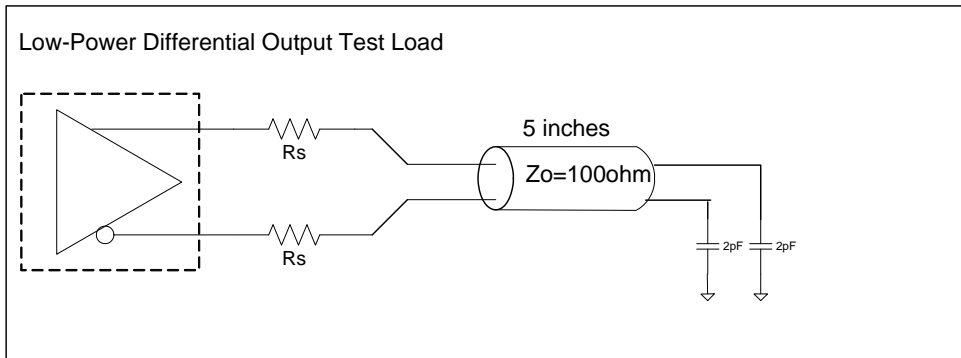 Low-Power Differential Output Test Load
Rs
5 inches
Zo=100ohm
Rs
2pF
2pF